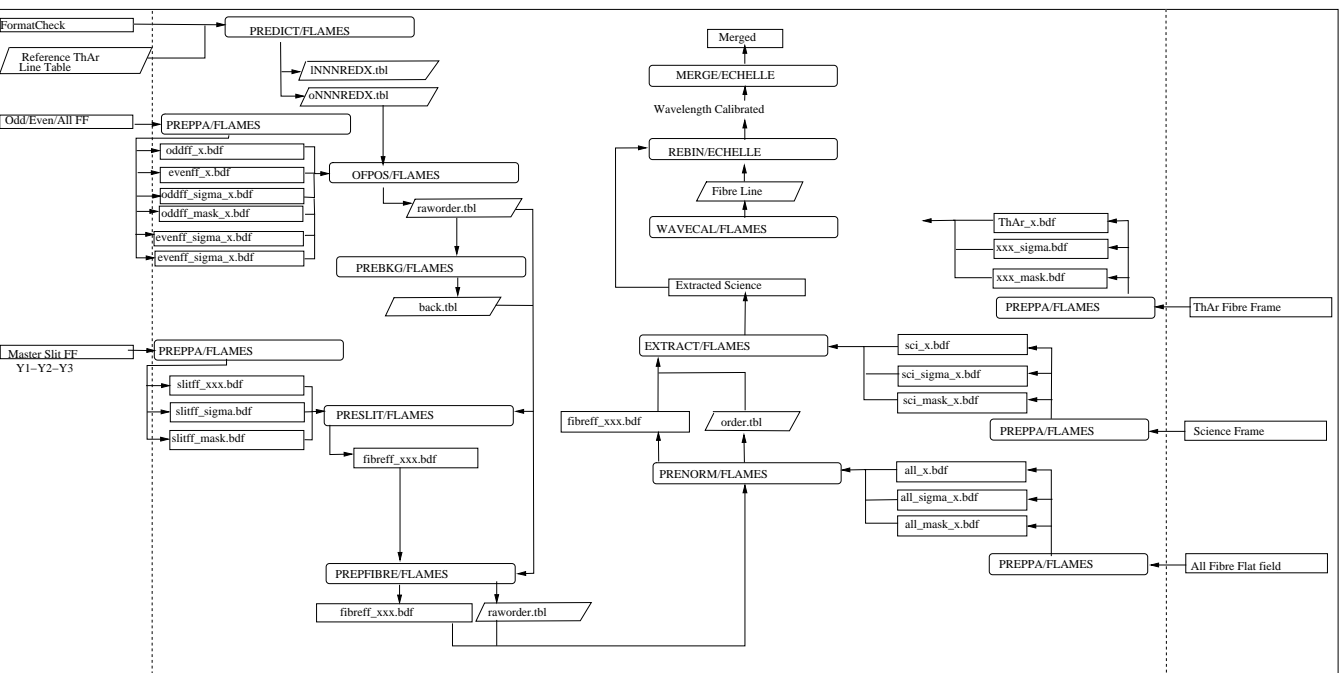 FormatCheck
Reference ThAr
Line Table
PREDICT/FLAMES
lNNNREDX.tbl
oNNNREDX.tbl
Odd/Even/All FF
PREPPA/FLAMES
oddff_x.bdf
evenff_x.bdf
oddff_sigma_x.bdf
oddff_mask_x.bdf
evenff_sigma_x.bdf
evenff_sigma_x.bdf
OFPOS/FLAMES
raworder.tbl
PREBKG/FLAMES
back.tbl
Master Slit FF
Y1–Y2–Y3
PREPPA/FLAMES
slitff_xxx.bdf
slitff_sigma.bdf
slitff_mask.bdf
PRESLIT/FLAMES
fibreff_xxx.bdf
PREPFIBRE/FLAMES
fibreff_xxx.bdf
raworder.tbl
Merged
MERGE/ECHELLE
Wavelength Calibrated
REBIN/ECHELLE
Fibre Line
WAVECAL/FLAMES
Extracted Science
EXTRACT/FLAMES
fibreff_xxx.bdf
order.tbl
PRENORM/FLAMES
ThAr_x.bdf
xxx_sigma.bdf
xxx_mask.bdf
PREPPA/FLAMES
ThAr Fibre Frame
sci_x.bdf
sci_sigma_x.bdf
sci_mask_x.bdf
PREPPA/FLAMES
Science Frame
all_x.bdf
all_sigma_x.bdf
all_mask_x.bdf
PREPPA/FLAMES
All Fibre Flat field